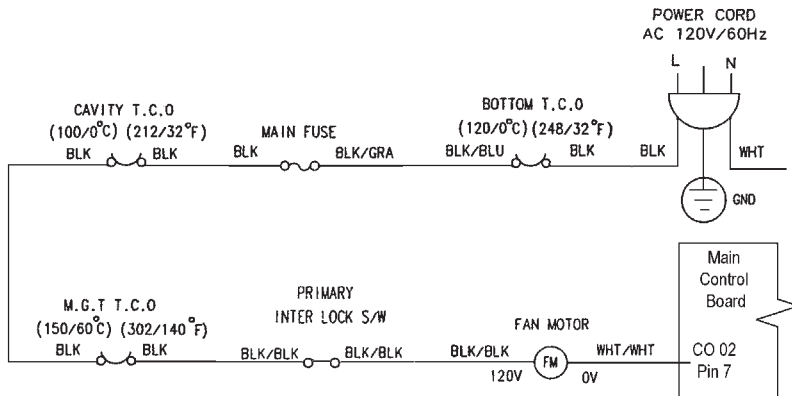 POWER CORD
AC 120V/60Hz
L N
CAVITY T.C.O
(100/0°C) (212/32°F)
MAIN FUSE
BOTTOM T.C.O
(120/0°C) (248/32°F)
BLK BLK BLK BLK/GRA BLK/BLU BLK BLK WHT
GND
M.G.T T.C.O
(150/60°C) (302/140°F)
PRIMARY
INTER LOCK S/W
FAN MOTOR
Main
Control
Board
BLK BLK BLK/BLK BLK/BLK BLK/BLK FM WHT/WHT
120V 0V
CO 02
Pin 7